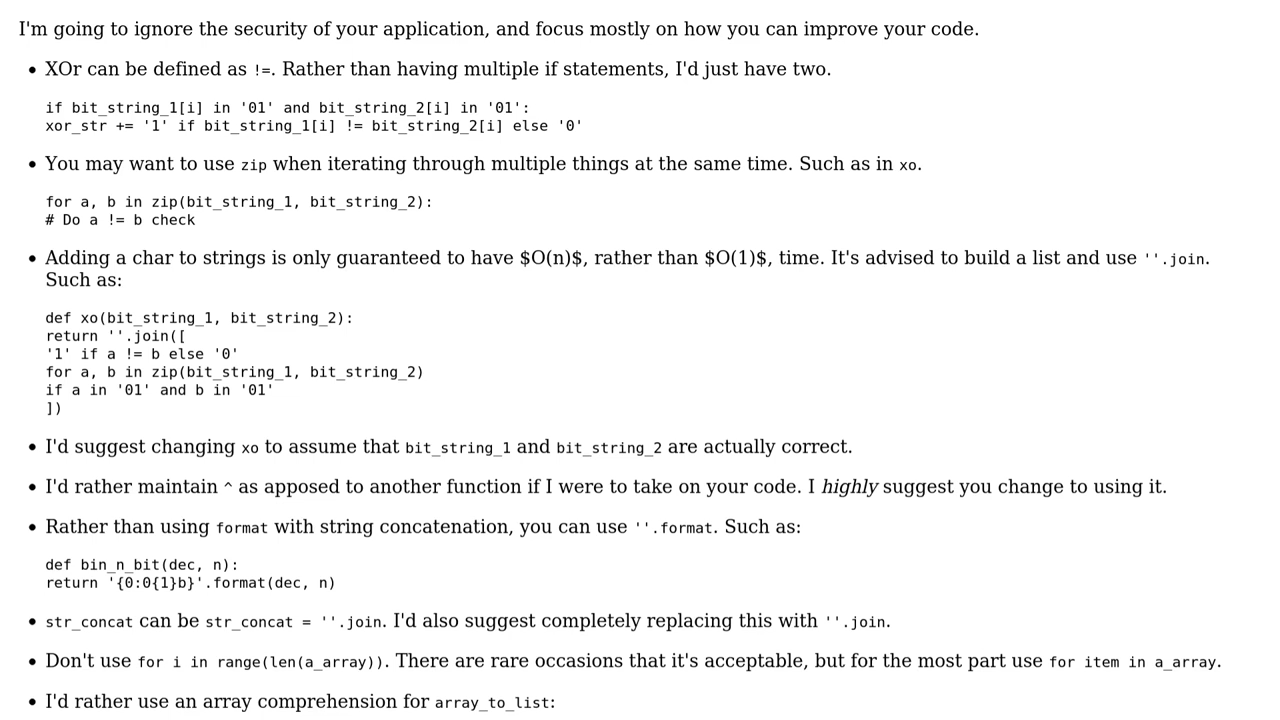 I'm going to ignore the security of your application, and focus mostly on how you can improve your code.
• XOr can be defined as !=. Rather than having multiple if statements, I'd just have two.
if bit_string_1[i] in '01' and bit_string_2[i] in '01':
xor_str += '1' if bit_string_1[i] != bit_string_2[i] else '0'
• You may want to use zip when iterating through multiple things at the same time. Such as in xo.
for a, b in zip(bit_string_1, bit_string_2):
# Do a != b check
• Adding a char to strings is only guaranteed to have $O(n)$, rather than $O(1)$, time. It's advised to build a list and use ''.join.
Such as:
def xo(bit_string_1, bit_string_2):
return ''.join([
'1' if a != b else '0'
for a, b in zip(bit_string_1, bit_string_2)
if a in '01' and b in '01'
])
• I'd suggest changing xo to assume that bit_string_1 and bit_string_2 are actually correct.
• I'd rather maintain ^ as apposed to another function if I were to take on your code. I highly suggest you change to using it.
• Rather than using format with string concatenation, you can use ''.format. Such as:
def bin_n_bit(dec, n):
return '{0:0{1}b}'.format(dec, n)
• str_concat can be str_concat = ''.join. I'd also suggest completely replacing this with ''.join.
• Don't use for i in range(len(a_array)). There are rare occasions that it's acceptable, but for the most part use for item in a_array.
• I'd rather use an array comprehension for array_to_list: